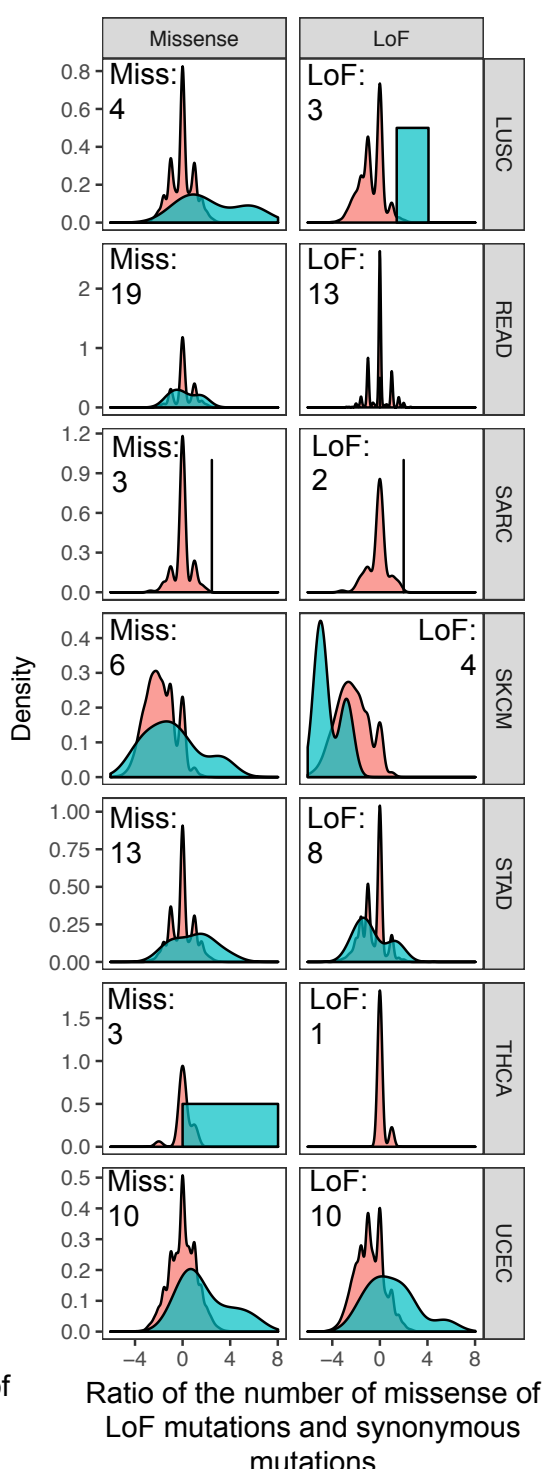 Missense LoF
Miss: LoF:
4 3
0.8
0.6
0.4
0.2
0.0
LUSC
Miss: LoF:
19 13
2
1
0
READ
Miss: LoF:
3 2
1.2
0.9
0.6
0.3
0.0
SARC
Miss: LoF:
6 4
0.4
0.3
0.2
0.1
0.0
SKCM
Density
Miss: LoF:
13 8
1.00
0.75
0.50
0.25
0.00
STAD
Miss: LoF:
3 1
1.5
1.0
0.5
0.0
THCA
Miss: LoF:
10 10
0.5
0.4
0.3
0.2
0.1
0.0
UCEC
−4 0 4 8 −4 0 4 8
of
Ratio of the number of missense of
LoF mutations and synonymous
mutations